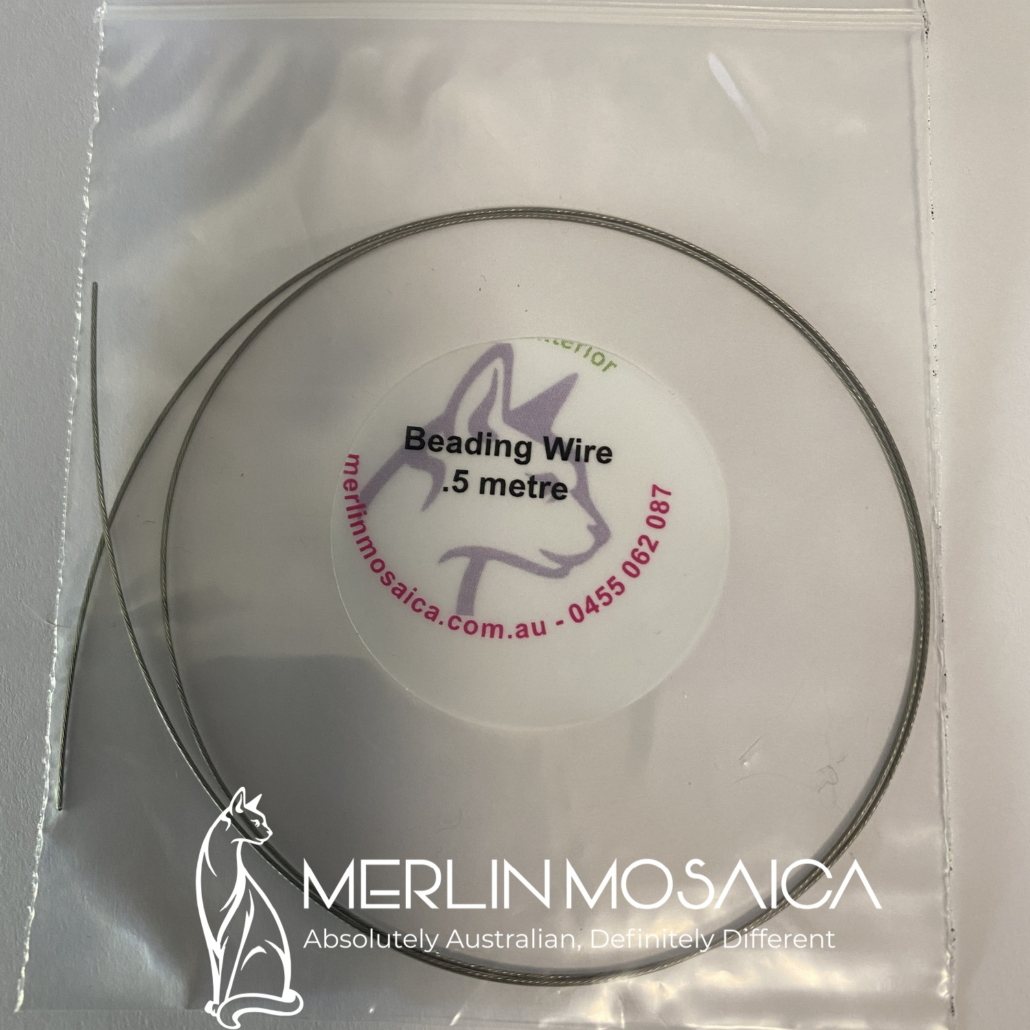 Beading Wire
.5 metre
merlinmosaica.com.au - 0455 062 087
MERLIN MOSAICA
Absolutely Australian, Definitely Different